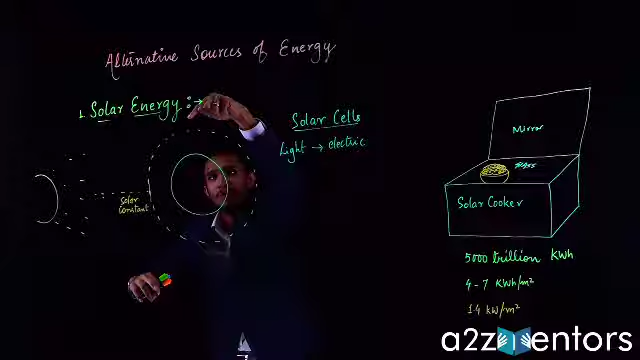 Alternative Sources of Energy
1. Solar Energy :→
Solar Cells
Light → electric
Solar Constant
Mirror
glass
Solar Cooker
5000 trillion kWh
4-7 kWh/m²
1.4 kW/m²
a2zmentors